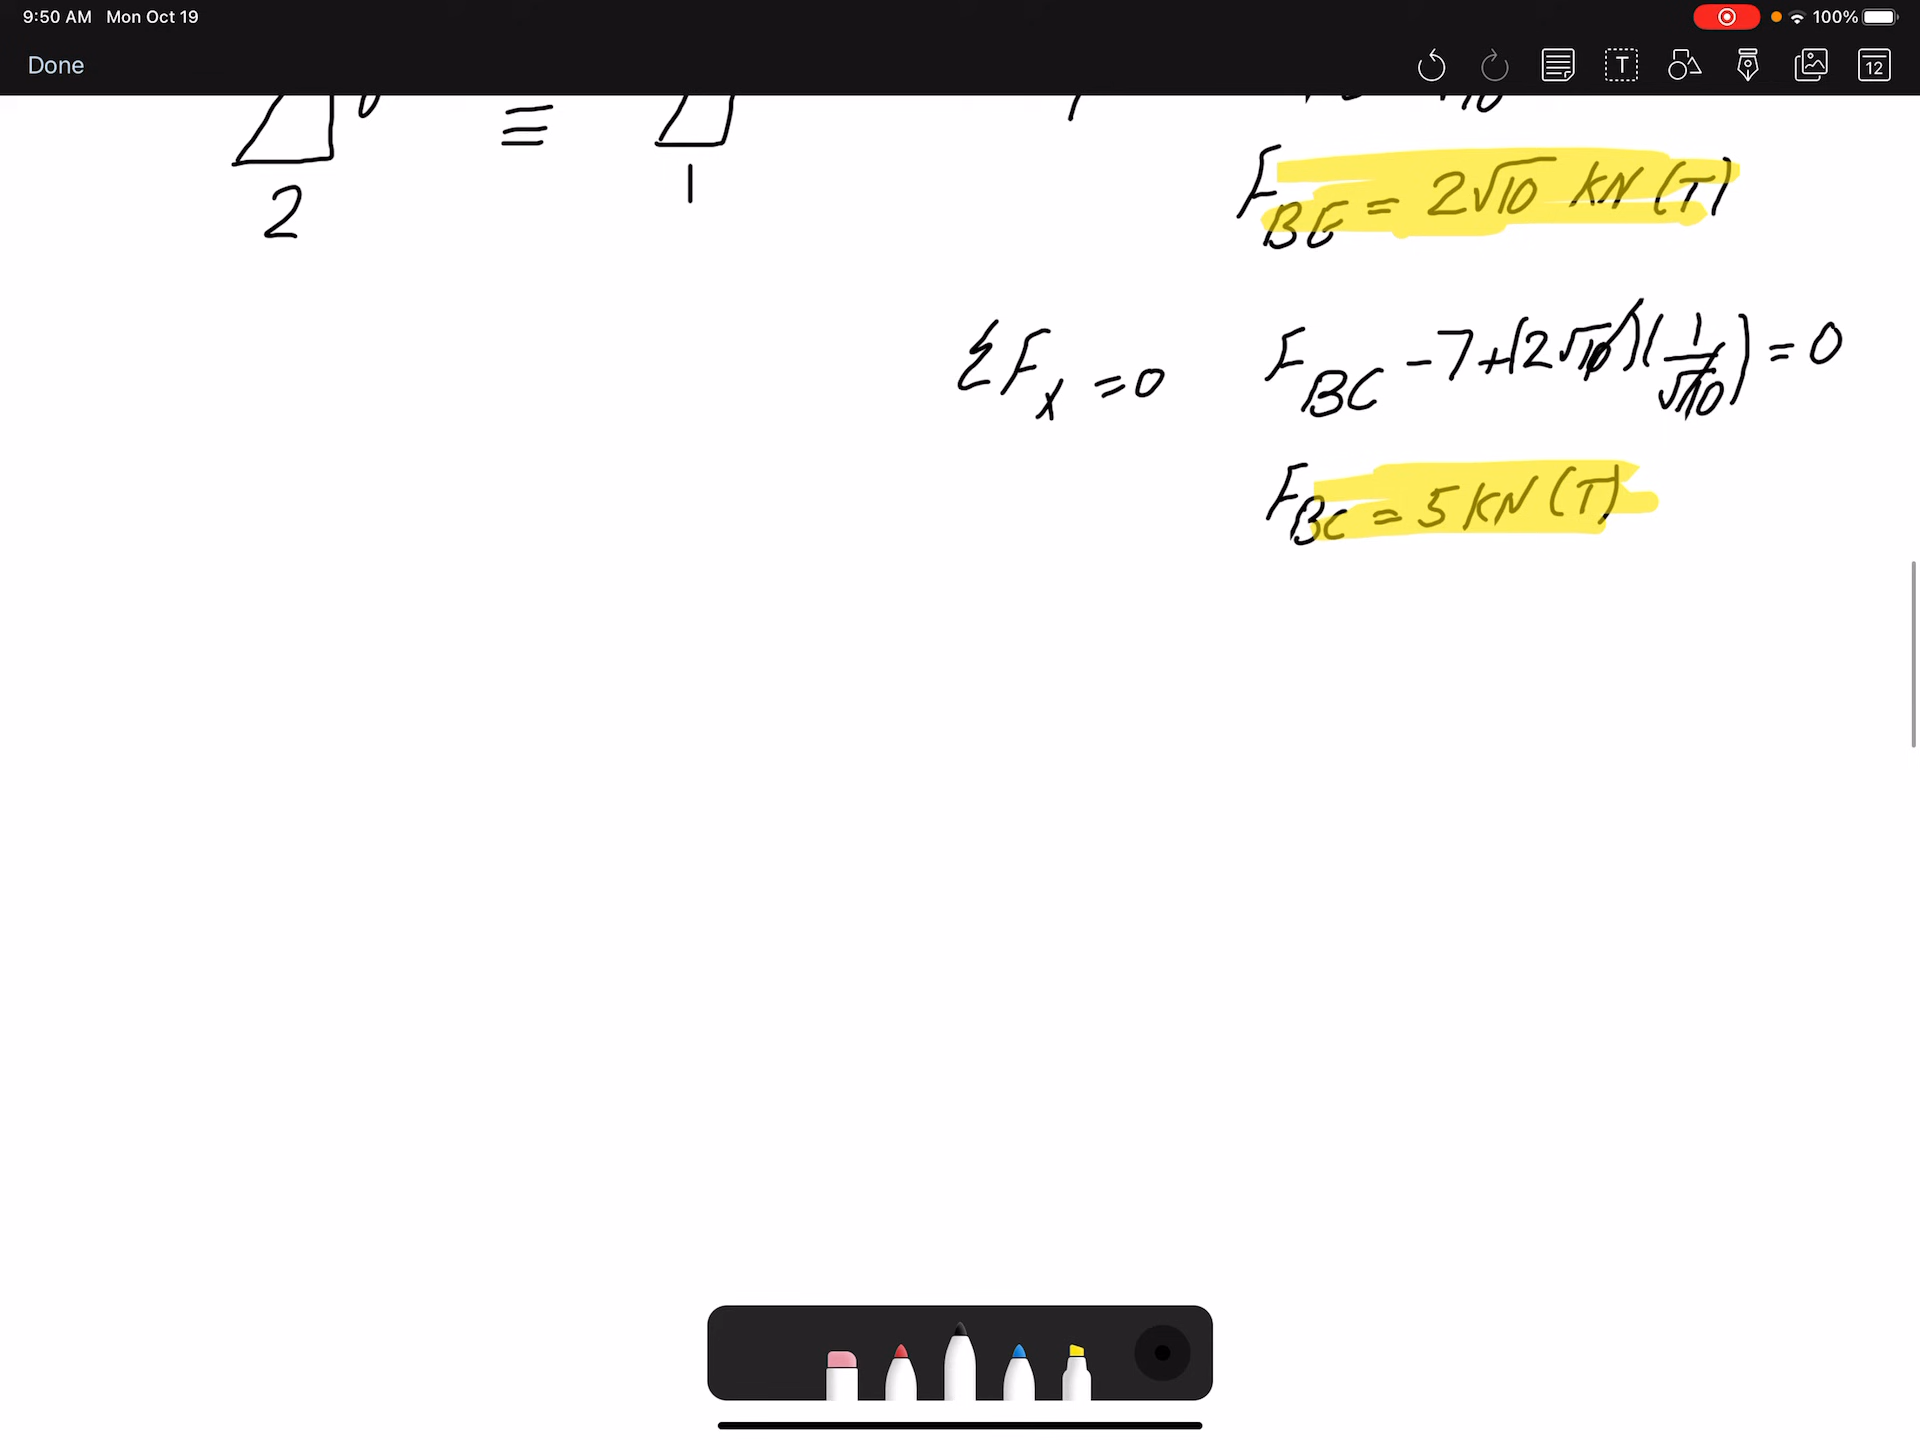 9:50 AM Mon Oct 19
100%
Done
T
12
≡
2
1
F_BE = 2√10 KN (T)
ΣF_x = 0 F_BC - 7 + (2√10)(1/√10) = 0
F_BC = 5 KN (T)